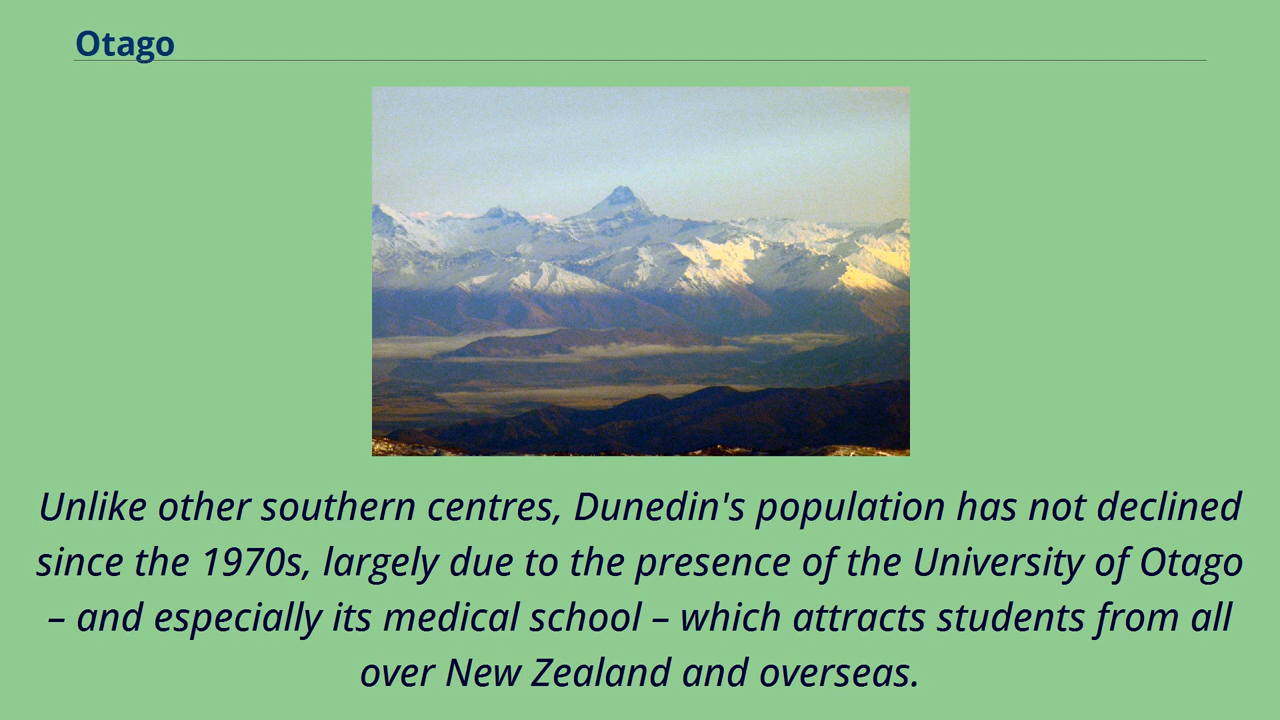 Otago
Unlike other southern centres, Dunedin's population has not declined
since the 1970s, largely due to the presence of the University of Otago
– and especially its medical school – which attracts students from all
over New Zealand and overseas.